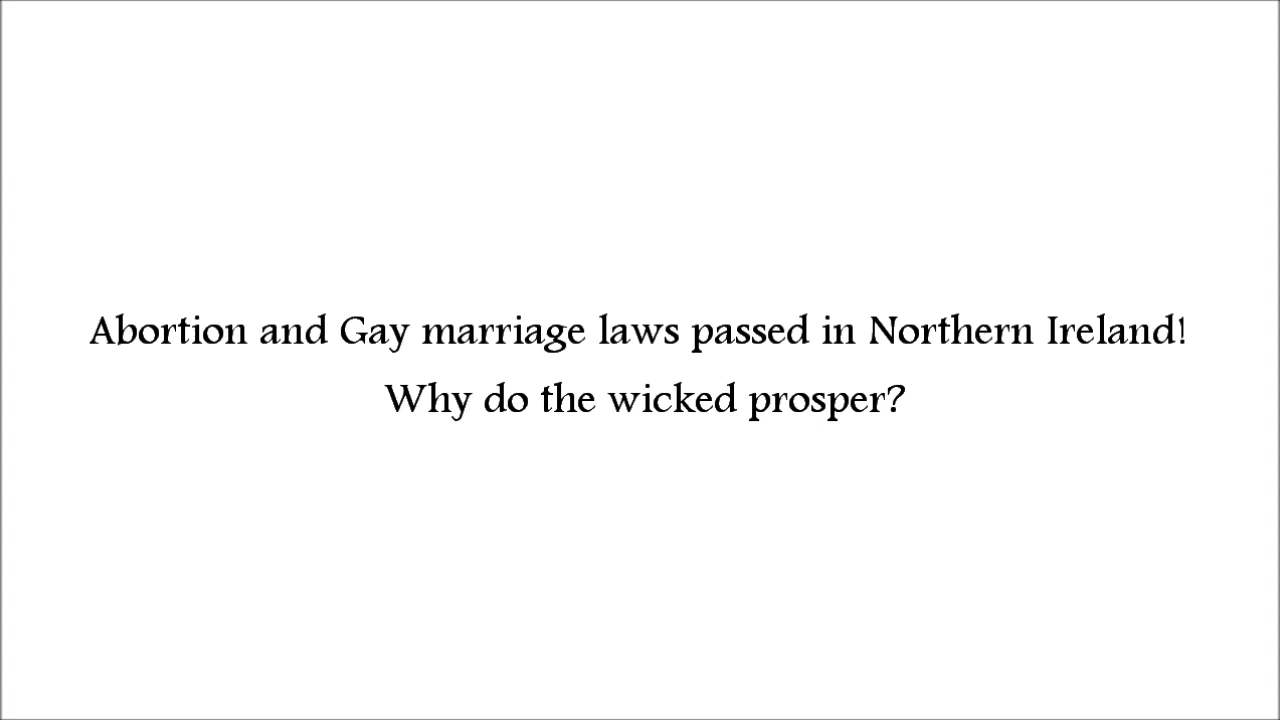 Abortion and Gay marriage laws passed in Northern Ireland!
Why do the wicked prosper?